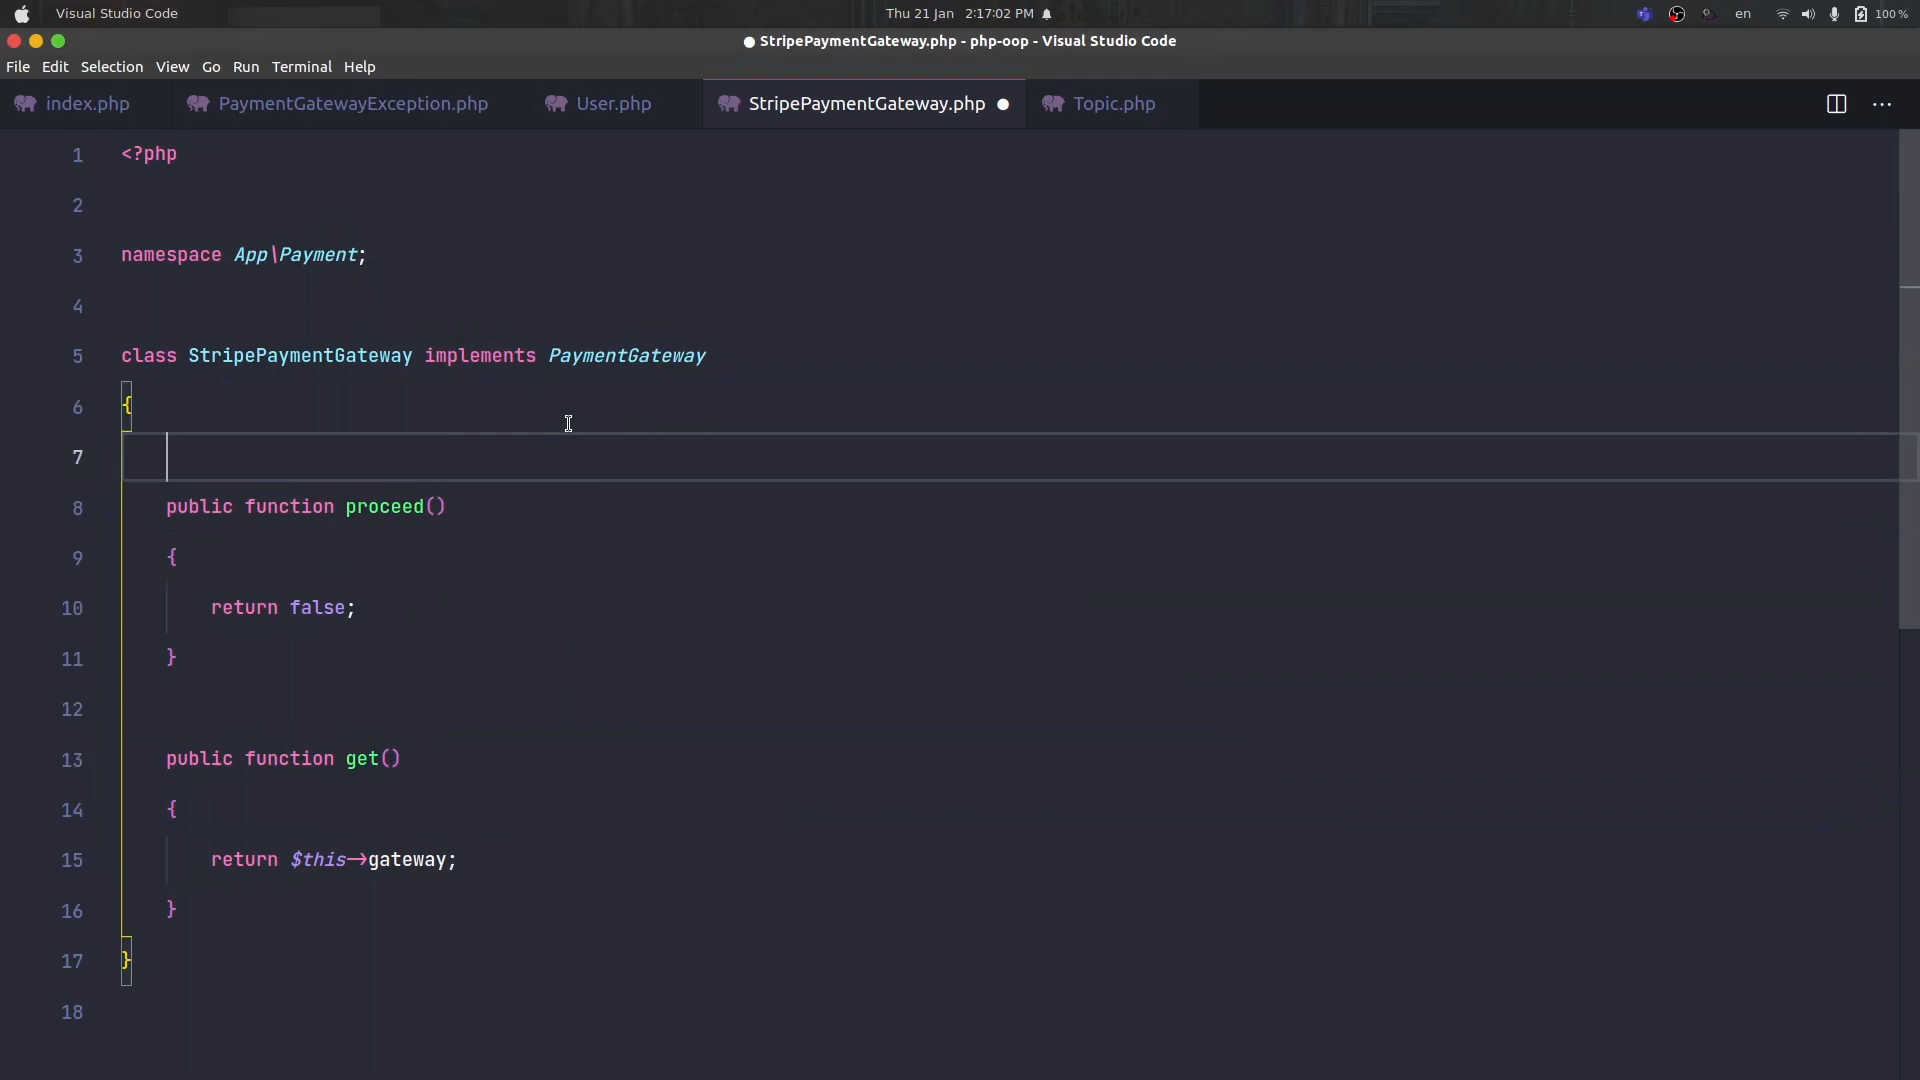 Visual Studio Code
Thu 21 Jan 2:17:02 PM
en
100 %
● StripePaymentGateway.php - php-oop - Visual Studio Code
File Edit Selection View Go Run Terminal Help
index.php
PaymentGatewayException.php
User.php
StripePaymentGateway.php ●
Topic.php
1 <?php
2
3 namespace App\Payment;
4
5 class StripePaymentGateway implements PaymentGateway
6 {
7
8 public function proceed()
9 {
10 return false;
11 }
12
13 public function get()
14 {
15 return $this->gateway;
16 }
17 }
18